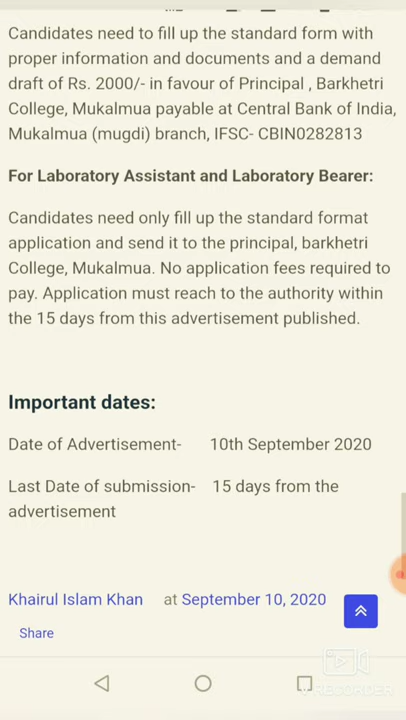 Candidates need to fill up the standard form with
proper information and documents and a demand
draft of Rs. 2000/- in favour of Principal , Barkhetri
College, Mukalmua payable at Central Bank of India,
Mukalmua (mugdi) branch, IFSC- CBIN0282813
For Laboratory Assistant and Laboratory Bearer:
Candidates need only fill up the standard format
application and send it to the principal, barkhetri
College, Mukalmua. No application fees required to
pay. Application must reach to the authority within
the 15 days from this advertisement published.
Important dates:
Date of Advertisement- 10th September 2020
Last Date of submission- 15 days from the
advertisement
Khairul Islam Khan at September 10, 2020
Share
VRECORDER